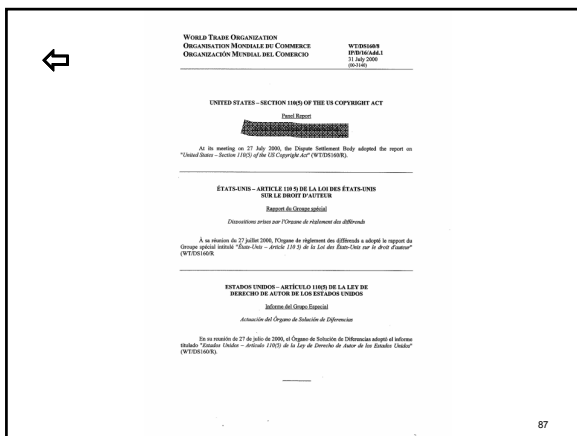 WORLD TRADE ORGANIZATION
ORGANISATION MONDIALE DU COMMERCE
ORGANIZACIÓN MUNDIAL DEL COMERCIO
WT/DS160/8
IP/D/16/Add.1
31 July 2000
(00-3140)
UNITED STATES – SECTION 110(5) OF THE US COPYRIGHT ACT
Panel Report
At its meeting on 27 July 2000, the Dispute Settlement Body adopted the report on
"United States – Section 110(5) of the US Copyright Act" (WT/DS160/R).
ÉTATS-UNIS – ARTICLE 110 5) DE LA LOI DES ÉTATS-UNIS
SUR LE DROIT D'AUTEUR
Rapport du Groupe spécial
Dispositions prises par l'Organe de règlement des différends
À sa réunion du 27 juillet 2000, l'Organe de règlement des différends a adopté le rapport du
Groupe spécial intitulé "États-Unis – Article 110 5) de la Loi des États-Unis sur le droit d'auteur"
(WT/DS160/R
ESTADOS UNIDOS – ARTÍCULO 110(5) DE LA LEY DE
DERECHO DE AUTOR DE LOS ESTADOS UNIDOS
Informe del Grupo Especial
Actuación del Órgano de Solución de Diferencias
En su reunión de 27 de julio de 2000, el Órgano de Solución de Diferencias adoptó el informe
titulado "Estados Unidos – Artículo 110(5) de la Ley de Derecho de Autor de los Estados Unidos"
(WT/DS160/R).
87